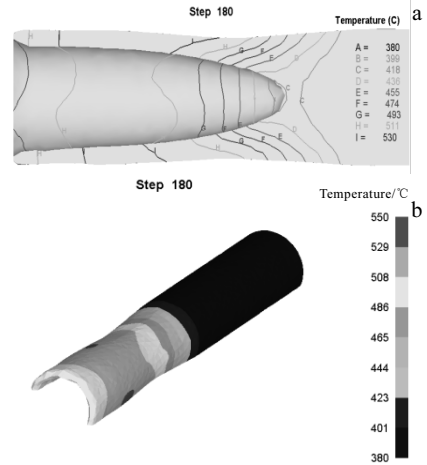 Step 180
a
Temperature (C)
A = 380
B = 399
C = 418
D = 436
E = 455
F = 474
G = 493
H = 511
I = 530
Step 180
Temperature/℃
b
550
529
508
486
465
444
423
401
380